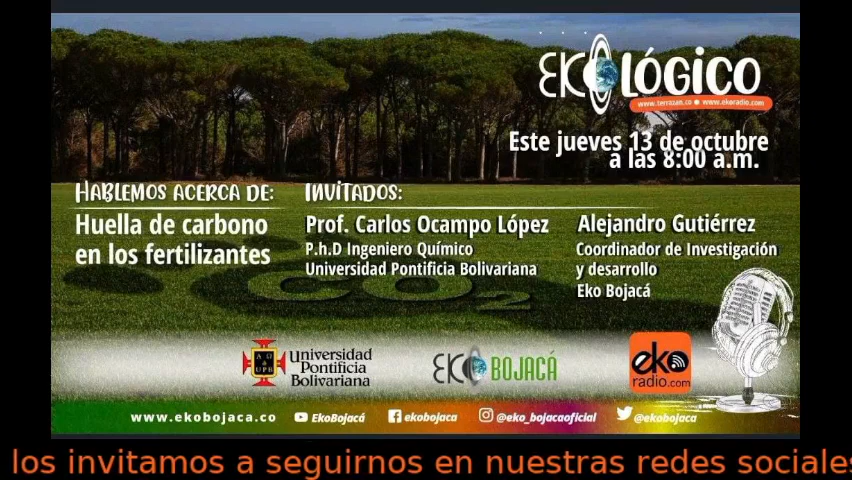 EKOLÓGICO
www.terrazan.co ● www.ekoradio.com
Este jueves 13 de octubre
a las 8:00 a.m.
HABLEMOS ACERCA DE:
Huella de carbono
en los fertilizantes
INVITADOS:
Prof. Carlos Ocampo López
P.h.D Ingeniero Químico
Universidad Pontificia Bolivariana
Alejandro Gutiérrez
Coordinador de Investigación
y desarrollo
Eko Bojacá
CO2
Universidad
Pontificia
Bolivariana
EKO BOJACÁ
eko
radio.com
www.ekobojaca.co
EkoBojacá
ekobojaca
@eko_bojacaoficial
@ekobojaca
los invitamos a seguirnos en nuestras redes sociales